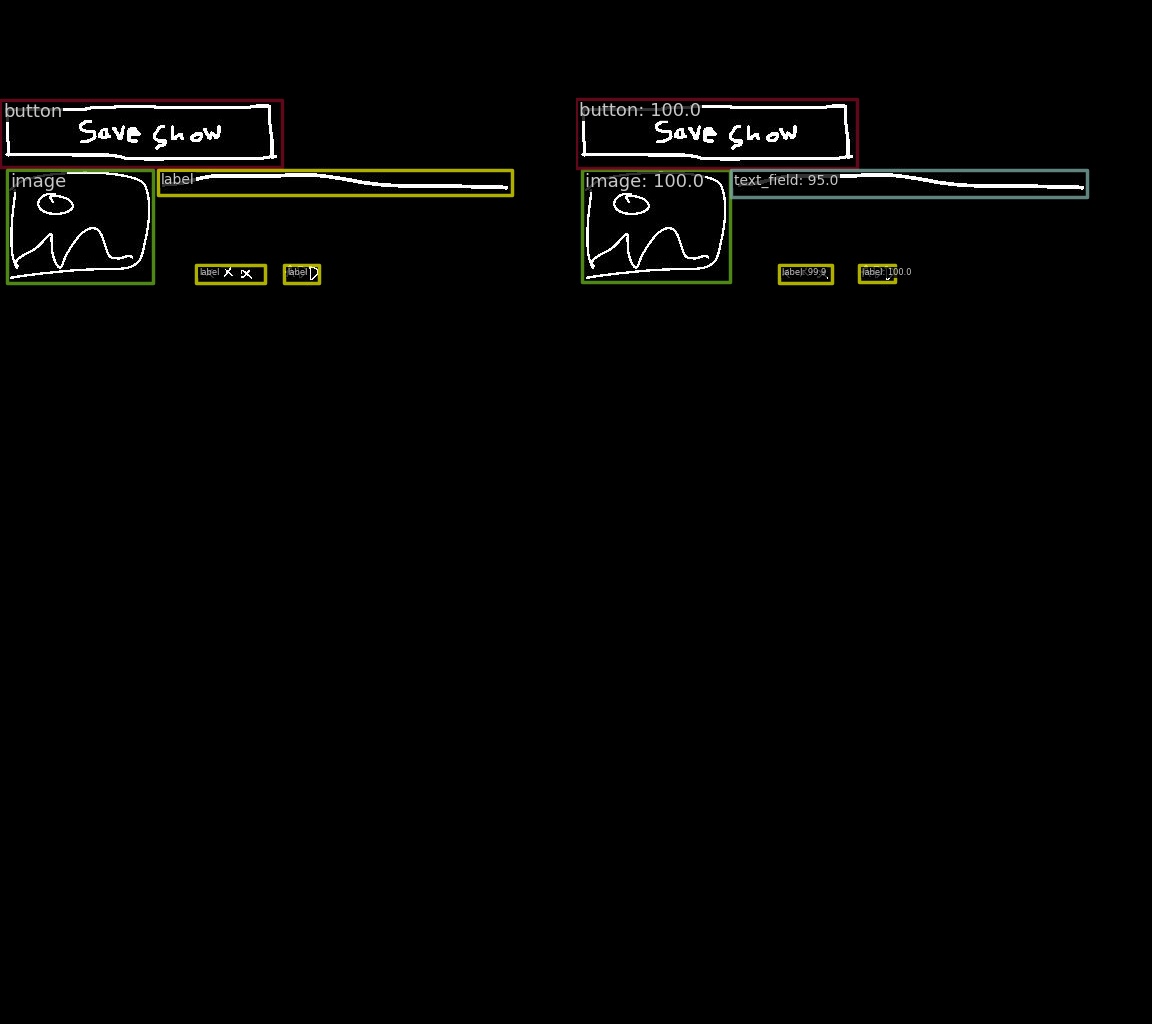 button button: 100.0
Save Show Save Show
image label image: 100.0 text_field: 95.0
label x x label D label: 99.9 label: 100.0